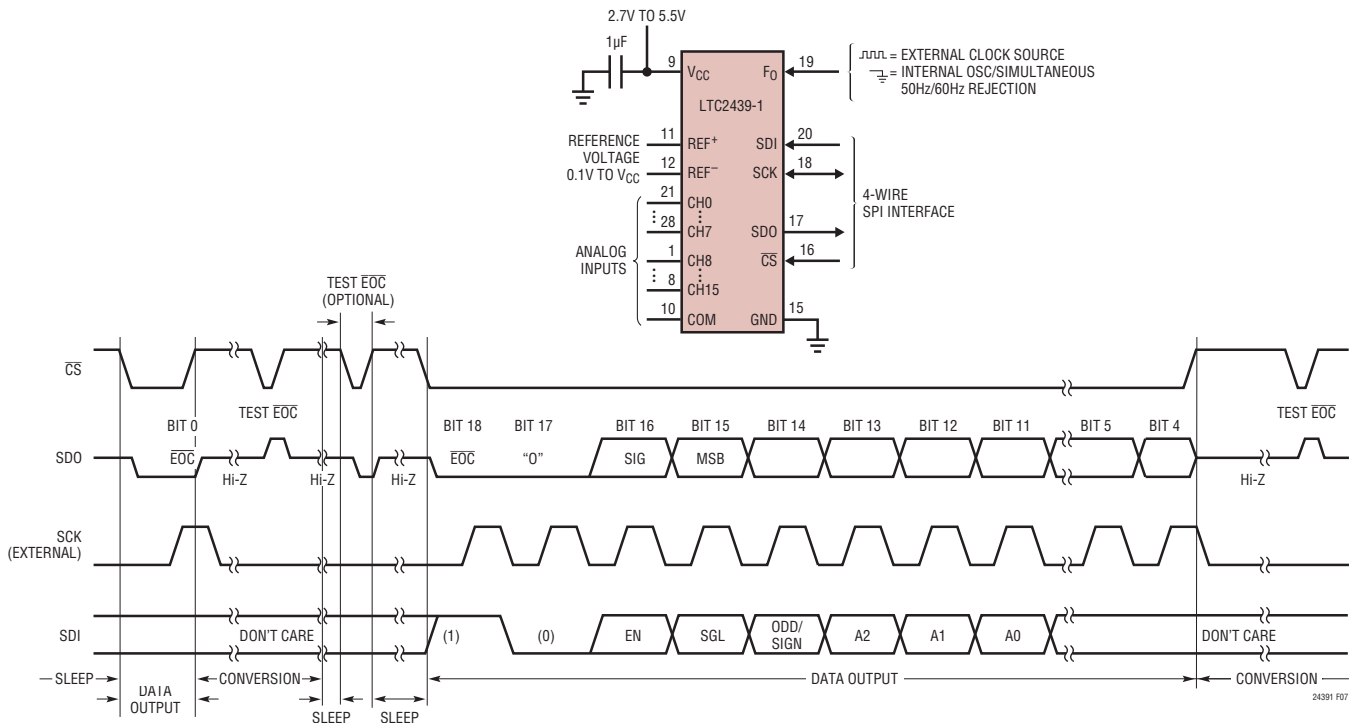 2.7V TO 5.5V
1µF
9
VCC
FO
19
= EXTERNAL CLOCK SOURCE
= INTERNAL OSC/SIMULTANEOUS
50Hz/60Hz REJECTION
LTC2439-1
REFERENCE
VOLTAGE
0.1V TO VCC
11
REF+
12
REF–
SDI
20
SCK
18
SDO
17
CS
16
4-WIRE
SPI INTERFACE
ANALOG
INPUTS
21
CH0
28
CH7
1
CH8
8
CH15
10
COM
GND
15
TEST EOC
(OPTIONAL)
CS
TEST EOC
TEST EOC
BIT 0
BIT 18
BIT 17
BIT 16
BIT 15
BIT 14
BIT 13
BIT 12
BIT 11
BIT 5
BIT 4
SDO
EOC
Hi-Z
Hi-Z
Hi-Z
EOC
“0”
SIG
MSB
Hi-Z
SCK
(EXTERNAL)
SDI
DON'T CARE
(1)
(0)
EN
SGL
ODD/
SIGN
A2
A1
A0
DON'T CARE
SLEEP
DATA
OUTPUT
CONVERSION
SLEEP
SLEEP
DATA OUTPUT
CONVERSION
24391 F07